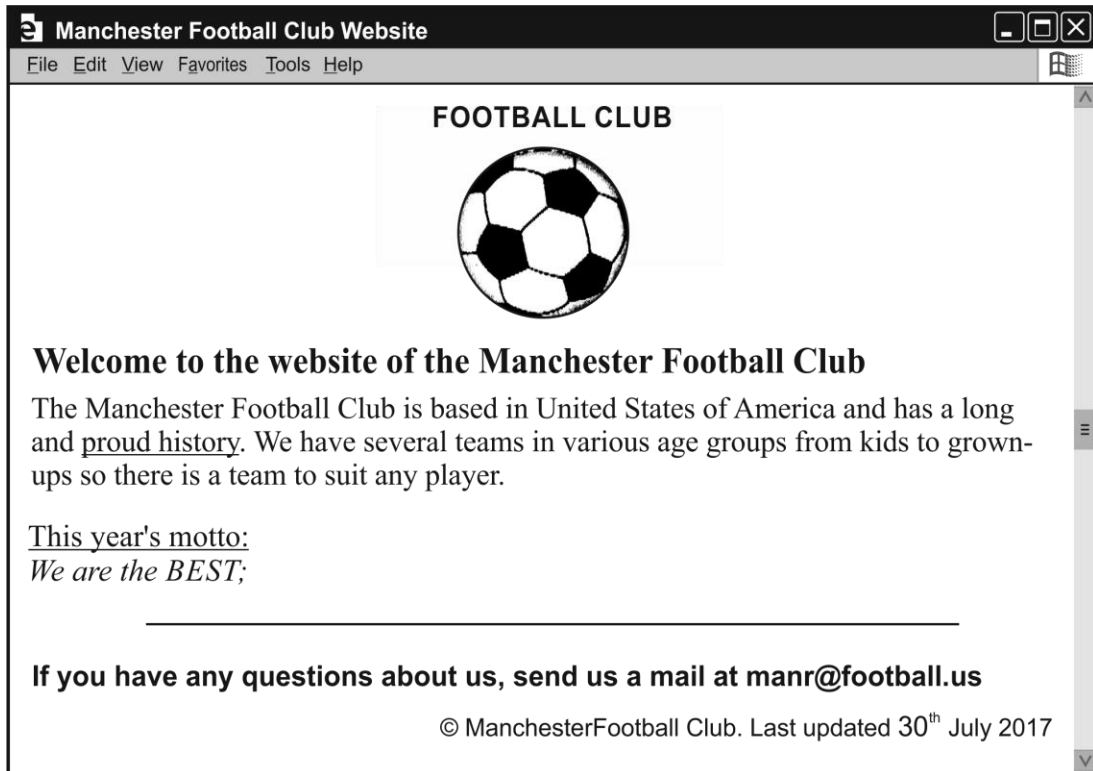 Manchester Football Club Website
File Edit View Favorites Tools Help
FOOTBALL CLUB
Welcome to the website of the Manchester Football Club
The Manchester Football Club is based in United States of America and has a long
and proud history. We have several teams in various age groups from kids to grown-
ups so there is a team to suit any player.
This year's motto:
We are the BEST;
If you have any questions about us, send us a mail at manr@football.us
© ManchesterFootball Club. Last updated 30th July 2017